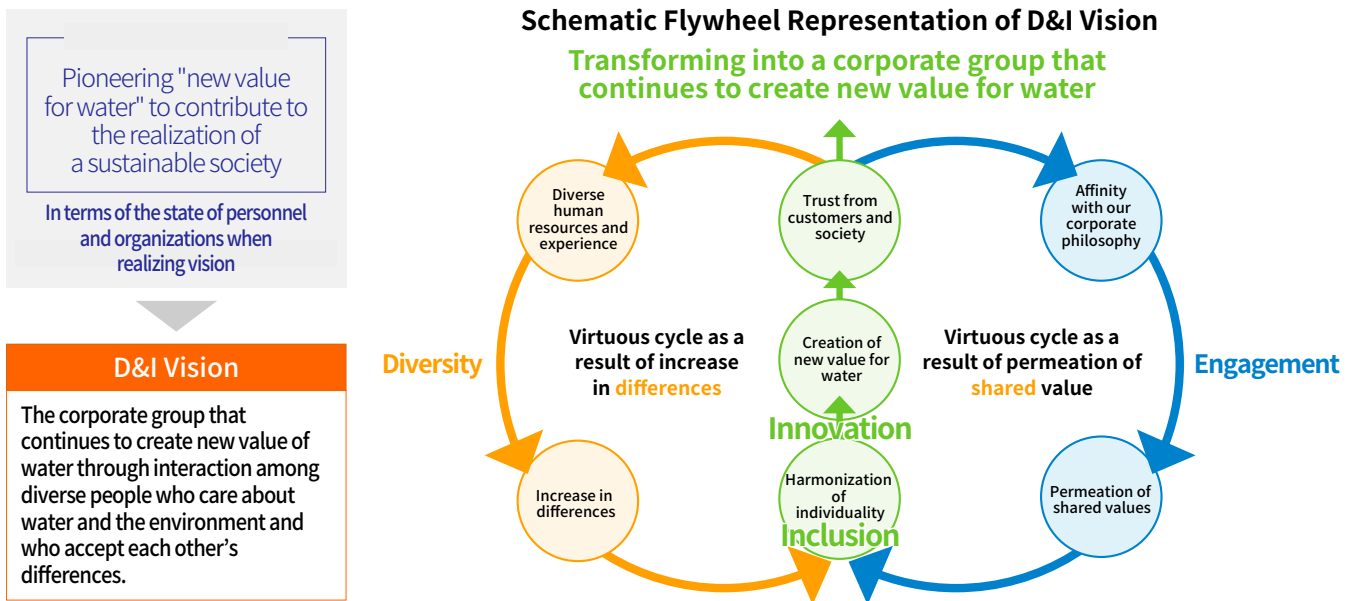 Pioneering "new value
for water" to contribute to
the realization of
a sustainable society
In terms of the state of personnel
and organizations when
realizing vision
D&I Vision
The corporate group that
continues to create new value of
water through interaction among
diverse people who care about
water and the environment and
who accept each other’s
differences.
Schematic Flywheel Representation of D&I Vision
Transforming into a corporate group that
continues to create new value for water
Diverse
human
resources and
experience
Trust from
customers and
society
Affinity
with our
corporate
philosophy
Diversity
Virtuous cycle as a
result of increase
in differences
Creation of
new value for
water
Virtuous cycle as a
result of permeation of
shared value
Engagement
Innovation
Increase in
differences
Harmonization
of
individuality
Inclusion
Permeation of
shared values